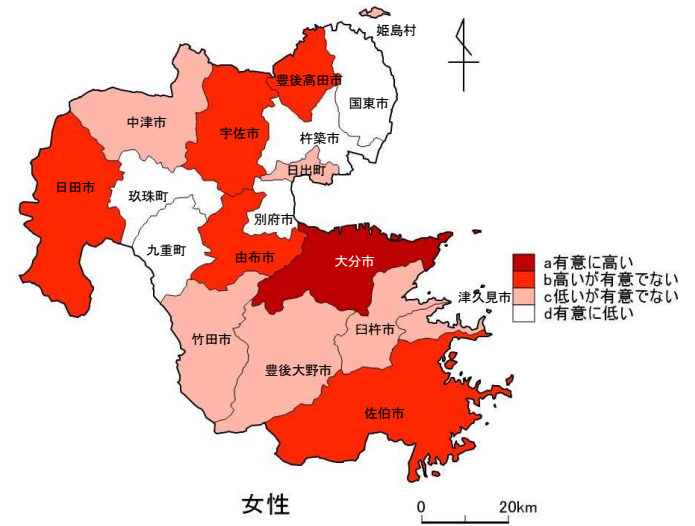 姫島村
豊後高田市
国東市
中津市
宇佐市
杵築市
日出町
日田市
玖珠町
別府市
九重町
由布市
大分市
a有意に高い
b高いが有意でない
c低いが有意でない
d有意に低い
津久見市
臼杵市
竹田市
豊後大野市
佐伯市
女性
0 20km